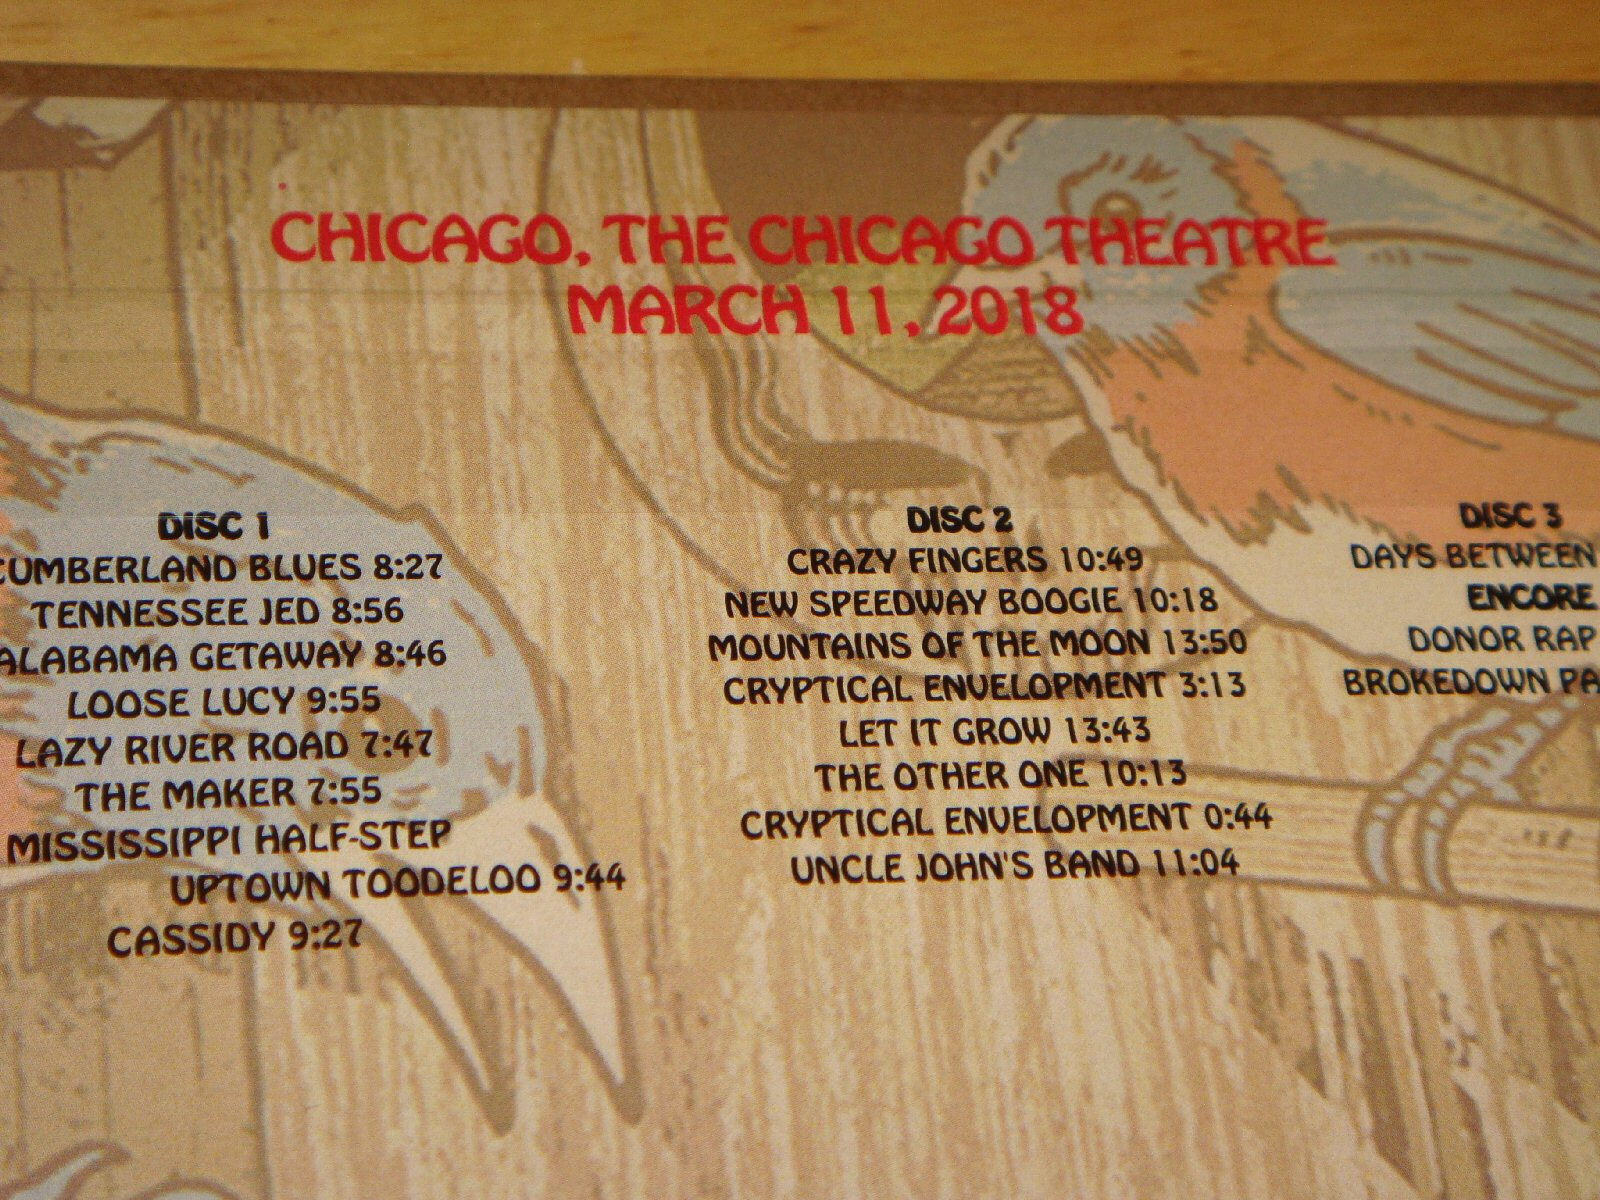 CHICAGO, THE CHICAGO THEATRE
MARCH 11, 2018
DISC 1
CUMBERLAND BLUES 8:27
TENNESSEE JED 8:56
ALABAMA GETAWAY 8:46
LOOSE LUCY 9:55
LAZY RIVER ROAD 7:47
THE MAKER 7:55
MISSISSIPPI HALF-STEP
UPTOWN TOODELOO 9:44
CASSIDY 9:27
DISC 2
CRAZY FINGERS 10:49
NEW SPEEDWAY BOOGIE 10:18
MOUNTAINS OF THE MOON 13:50
CRYPTICAL ENVELOPMENT 3:13
LET IT GROW 13:43
THE OTHER ONE 10:13
CRYPTICAL ENVELOPMENT 0:44
UNCLE JOHN'S BAND 11:04
DISC 3
DAYS BETWEEN
ENCORE
DONOR RAP
BROKEDOWN PA